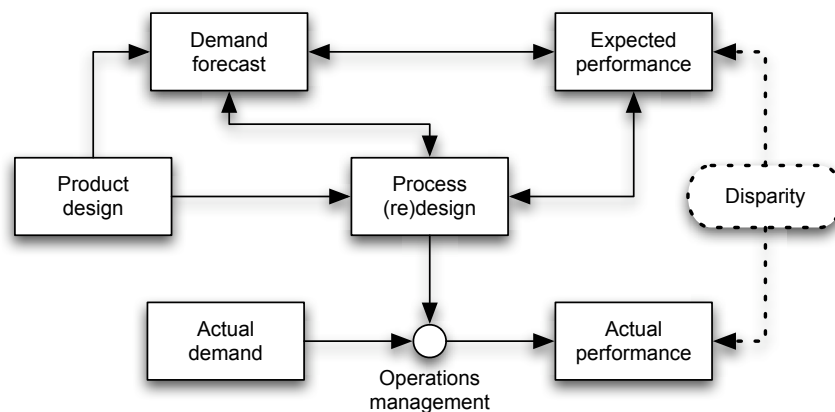 Demand
forecast
Expected
performance
Product
design
Process
(re)design
Disparity
Actual
demand
Actual
performance
Operations
management